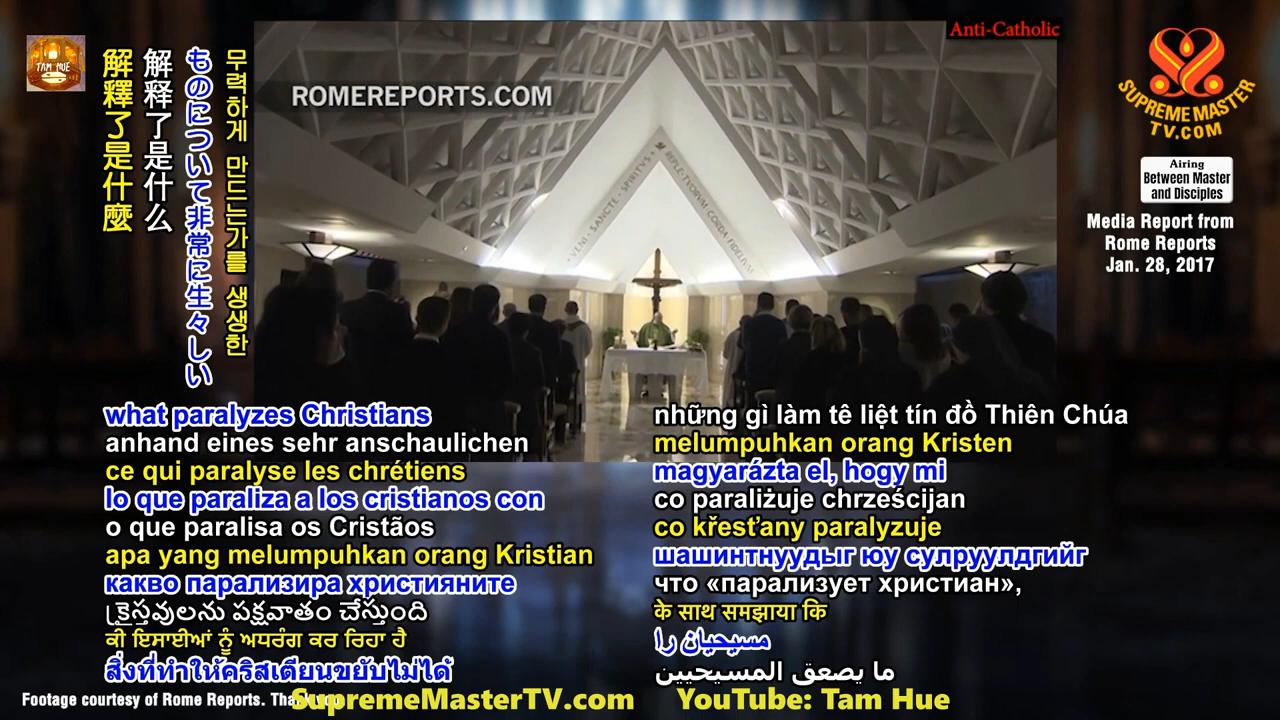 TAM HUE
解釋了是什麼
解释了是什么
ものについて非常に生々しい
무력하게 만드는가를 생생한
ROMEREPORTS.COM
Anti-Catholic
VENI · SANCTE · SPIRITUS
REPLE TUORUM CORDA FIDELIUM
SUPREME MASTER
TV.COM
Airing
Between Master
and Disciples
Media Report from
Rome Reports
Jan. 28, 2017
what paralyzes Christians
anhand eines sehr anschaulichen
ce qui paralyse les chrétiens
lo que paraliza a los cristianos con
o que paralisa os Cristãos
apa yang melumpuhkan orang Kristian
какво парализира християните
క్రైస్తవులను పక్షవాతం చేస్తుంది
ਕੀ ਇਸਾਈਆਂ ਨੂੰ ਅਧਰੰਗ ਕਰ ਰਿਹਾ ਹੈ
สิ่งที่ทำให้คริสเตียนขยับไม่ได้
những gì làm tê liệt tín đồ Thiên Chúa
melumpuhkan orang Kristen
magyarázta el, hogy mi
co paraliżuje chrześcijan
co křesťany paralyzuje
шашинтнуудыг юу сулруулдгийг
что «парализует христиан»,
के साथ समझाया कि
مسیحیان را
ما يصعق المسيحيين
Footage courtesy of Rome Reports.
SupremeMasterTV.com
YouTube: Tam Hue